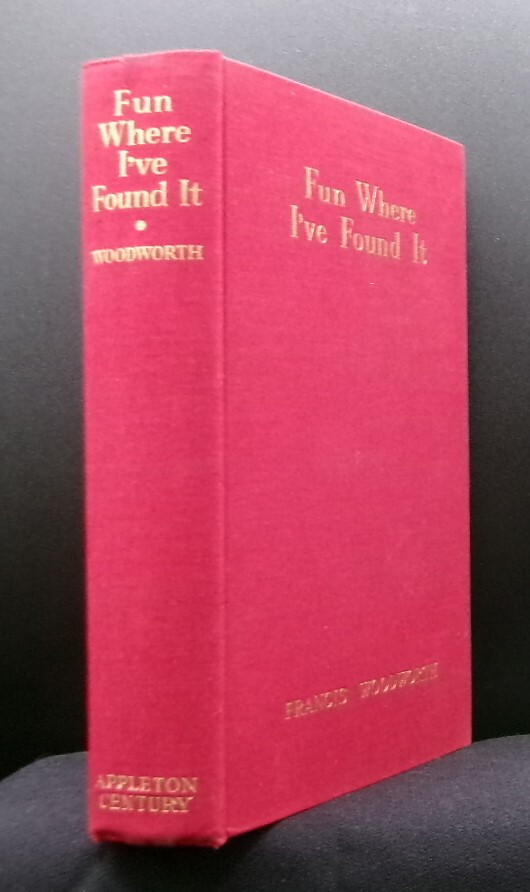 Fun
Where
I've
Found It
WOODWORTH
APPLETON
CENTURY
Fun Where
I've Found It
FRANCIS WOODWORTH